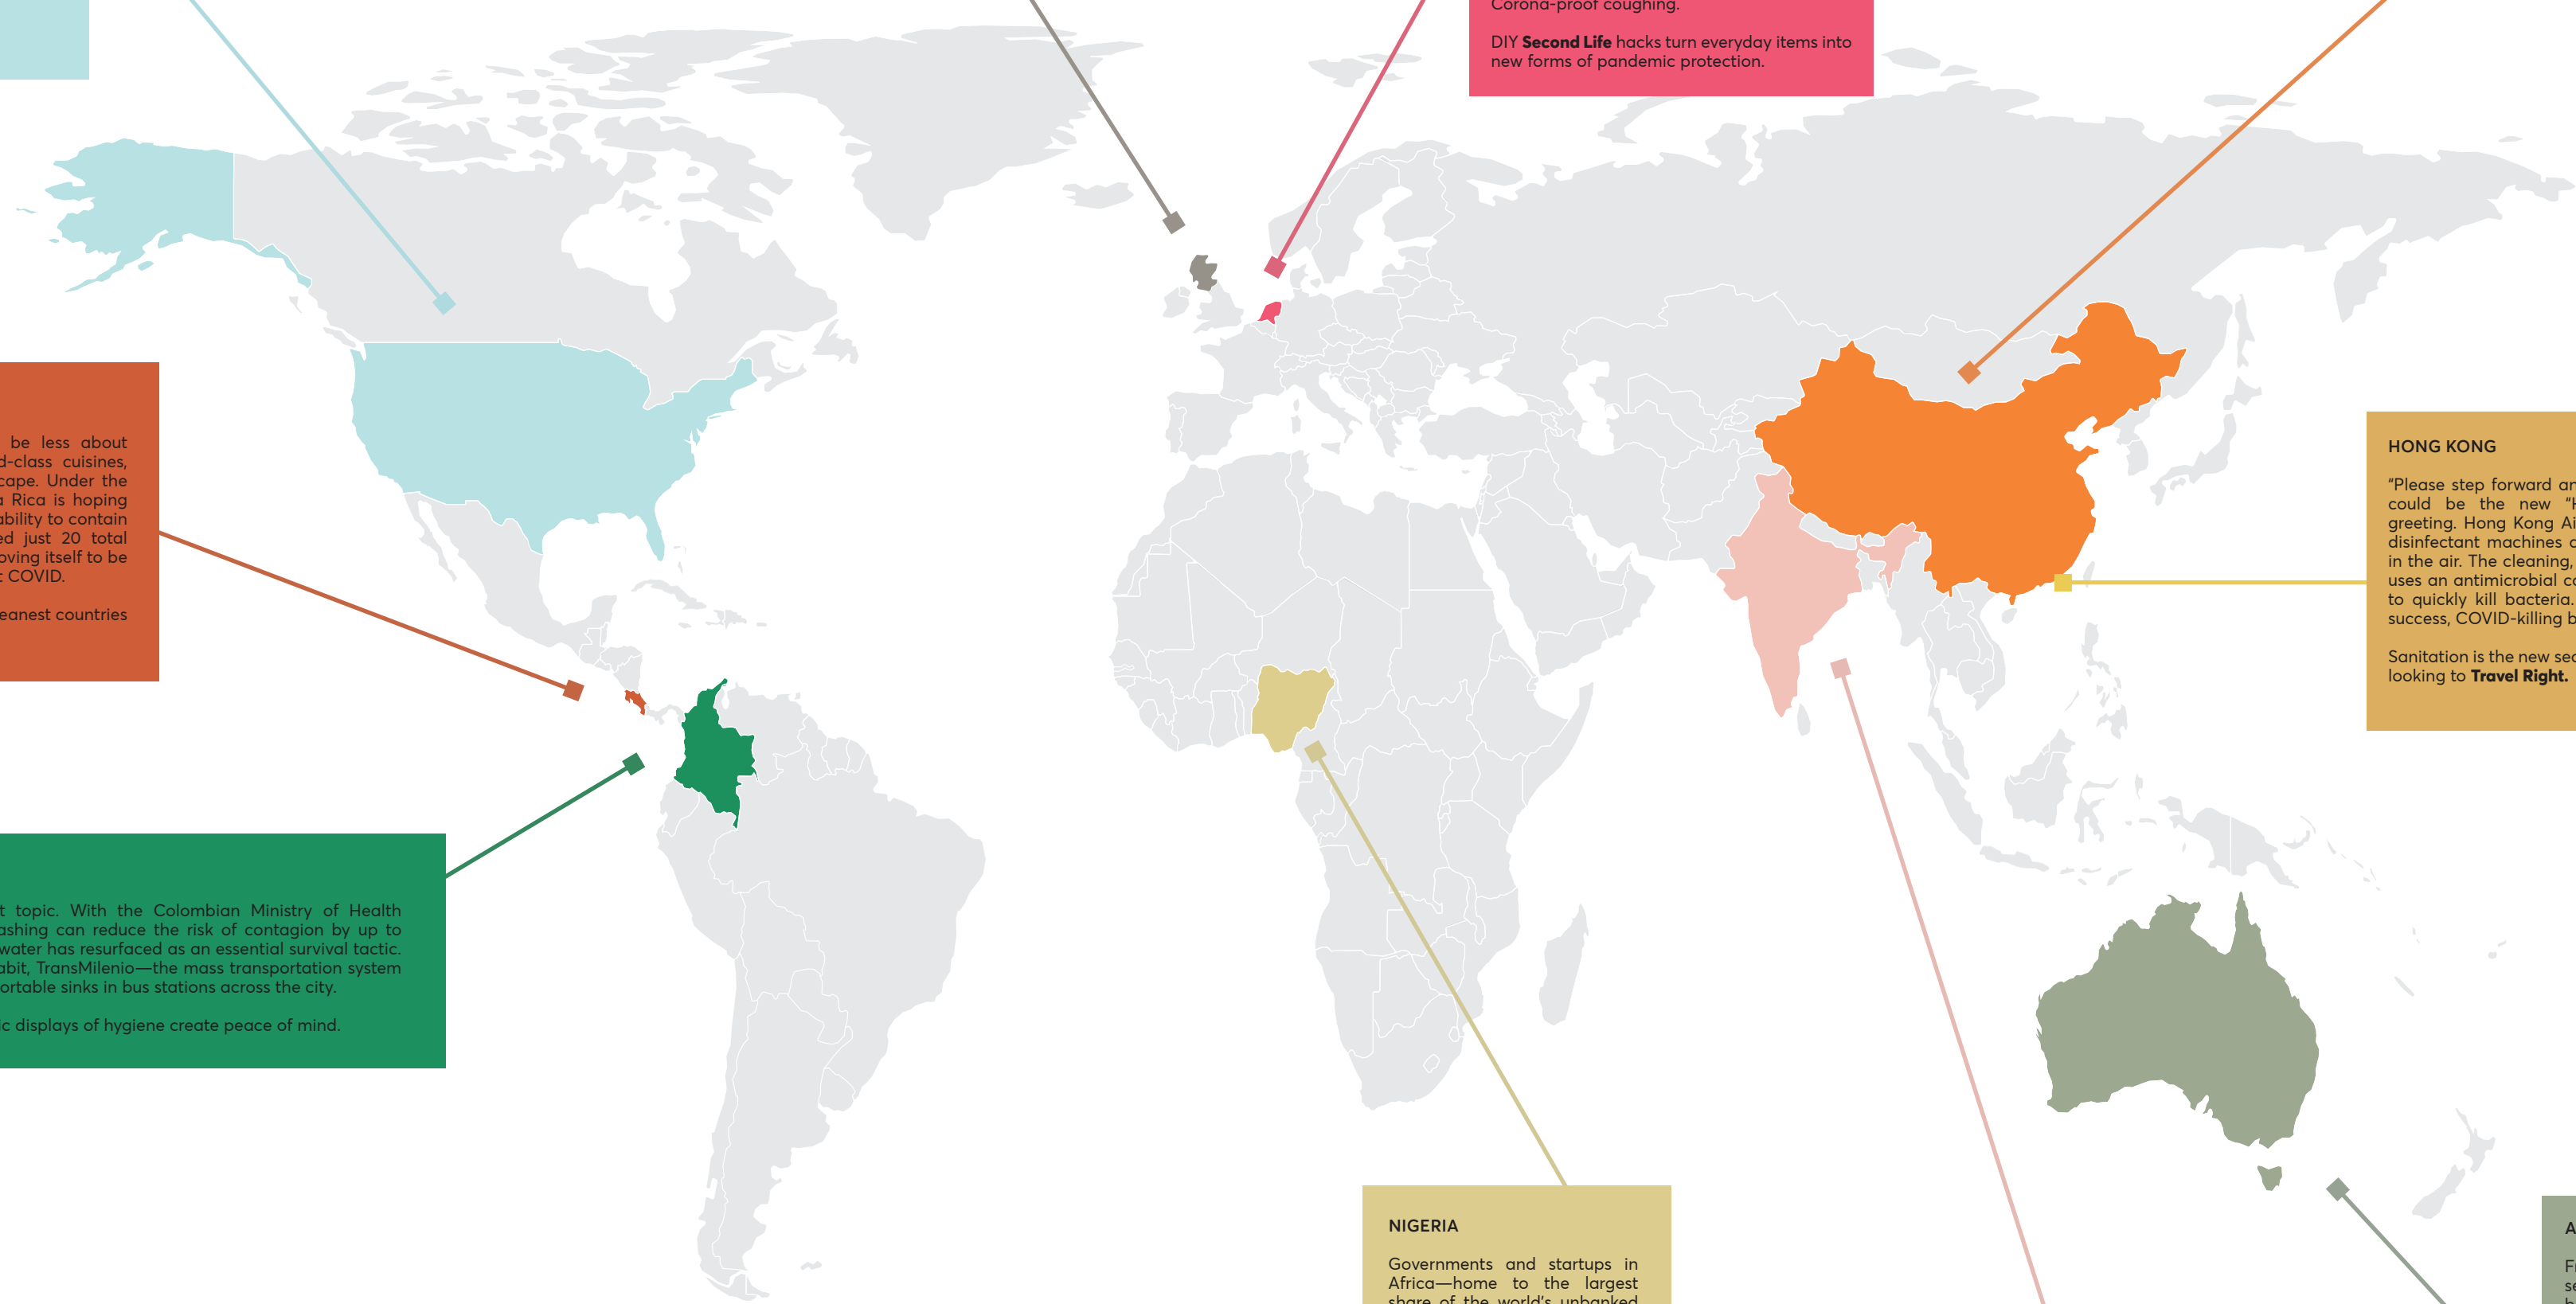 Corona-proof coughing.
DIY Second Life hacks turn everyday items into
new forms of pandemic protection.
be less about
d-class cuisines,
cape. Under the
a Rica is hoping
ability to contain
ed just 20 total
oving itself to be
t COVID.
eanest countries
HONG KONG
“Please step forward an
could be the new “H
greeting. Hong Kong Ai
disinfectant machines c
in the air. The cleaning,
uses an antimicrobial co
to quickly kill bacteria.
success, COVID-killing b
Sanitation is the new sec
looking to Travel Right.
t topic. With the Colombian Ministry of Health
ashing can reduce the risk of contagion by up to
water has resurfaced as an essential survival tactic.
abit, TransMilenio—the mass transportation system
ortable sinks in bus stations across the city.
ic displays of hygiene create peace of mind.
NIGERIA
Governments and startups in
Africa—home to the largest
share of the world’s unbanked
A
F
se